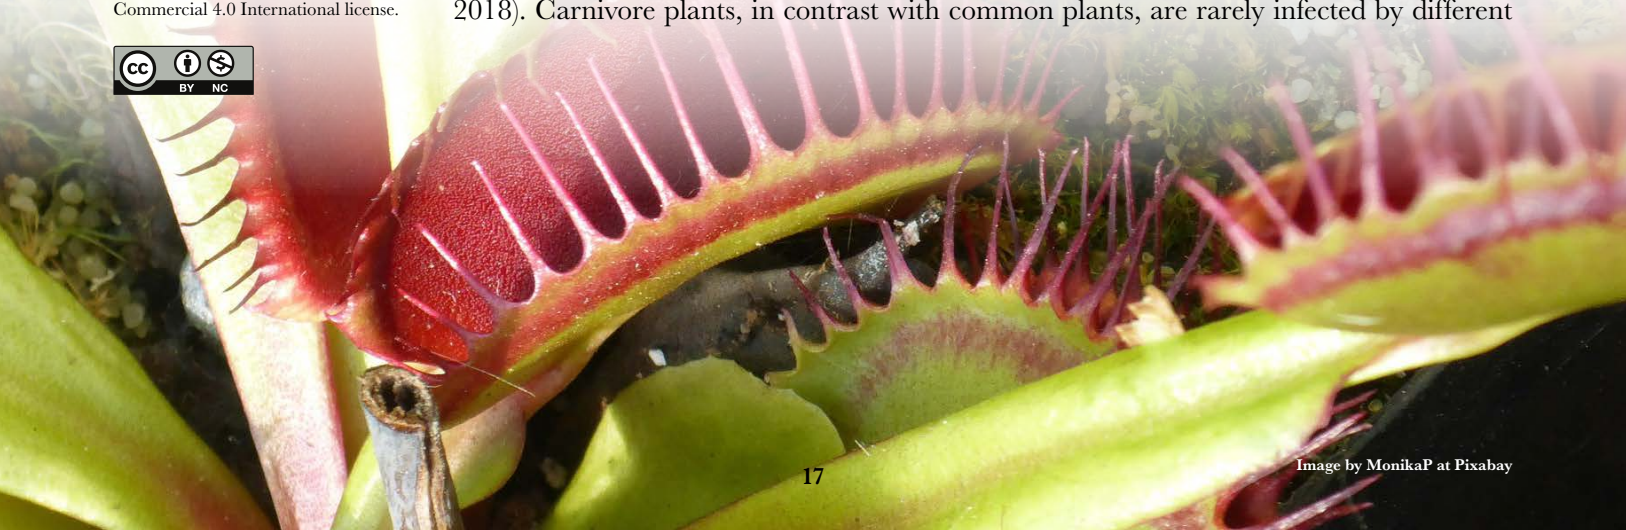 Commercial 4.0 International license.
2018). Carnivore plants, in contrast with common plants, are rarely infected by different
cc
BY NC
17
Image by MonikaP at Pixabay